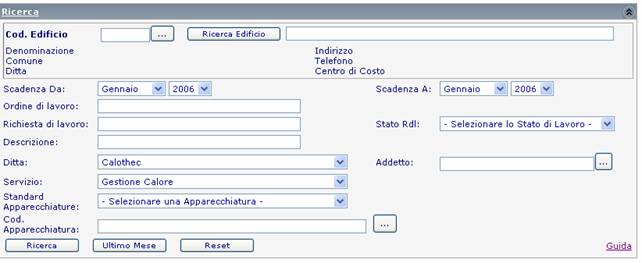 Ricerca
Cod. Edificio ... Ricerca Edificio
Denominazione Indirizzo
Comune Telefono
Ditta Centro di Costo
Scadenza Da: Gennaio 2006 Scadenza A: Gennaio 2006
Ordine di lavoro:
Richiesta di lavoro: Stato Rdl: - Selezionare lo Stato di Lavoro -
Descrizione:
Ditta: Calothec Addetto: ...
Servizio: Gestione Calore
Standard
Apparecchiature: - Selezionare una Apparecchiatura -
Cod.
Apparecchiatura: ...
Ricerca Ultimo Mese Reset Guida